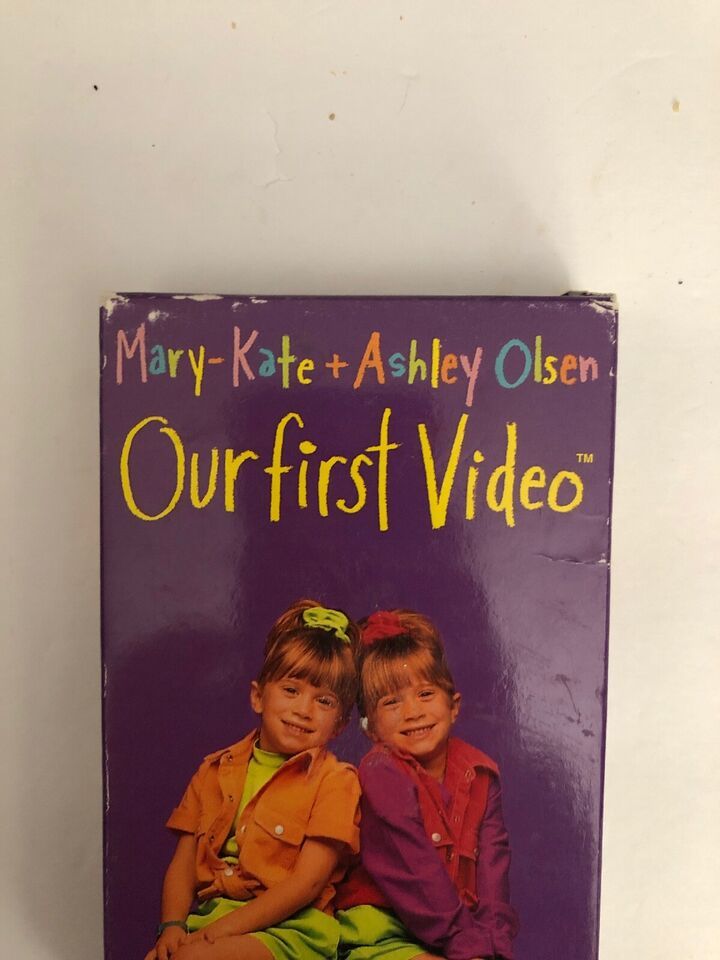 Mary-Kate + Ashley Olsen
Our first Video™